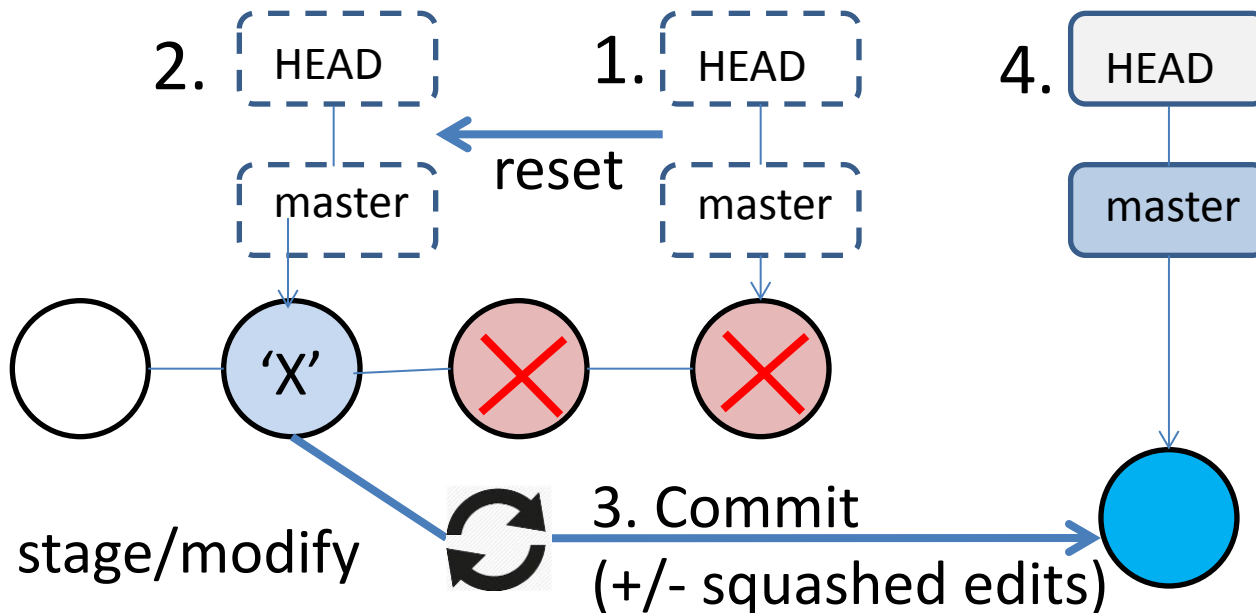 2.
HEAD
1.
HEAD
4.
HEAD
reset
master
master
master
‘X’
3. Commit
stage/modify
(+/- squashed edits)